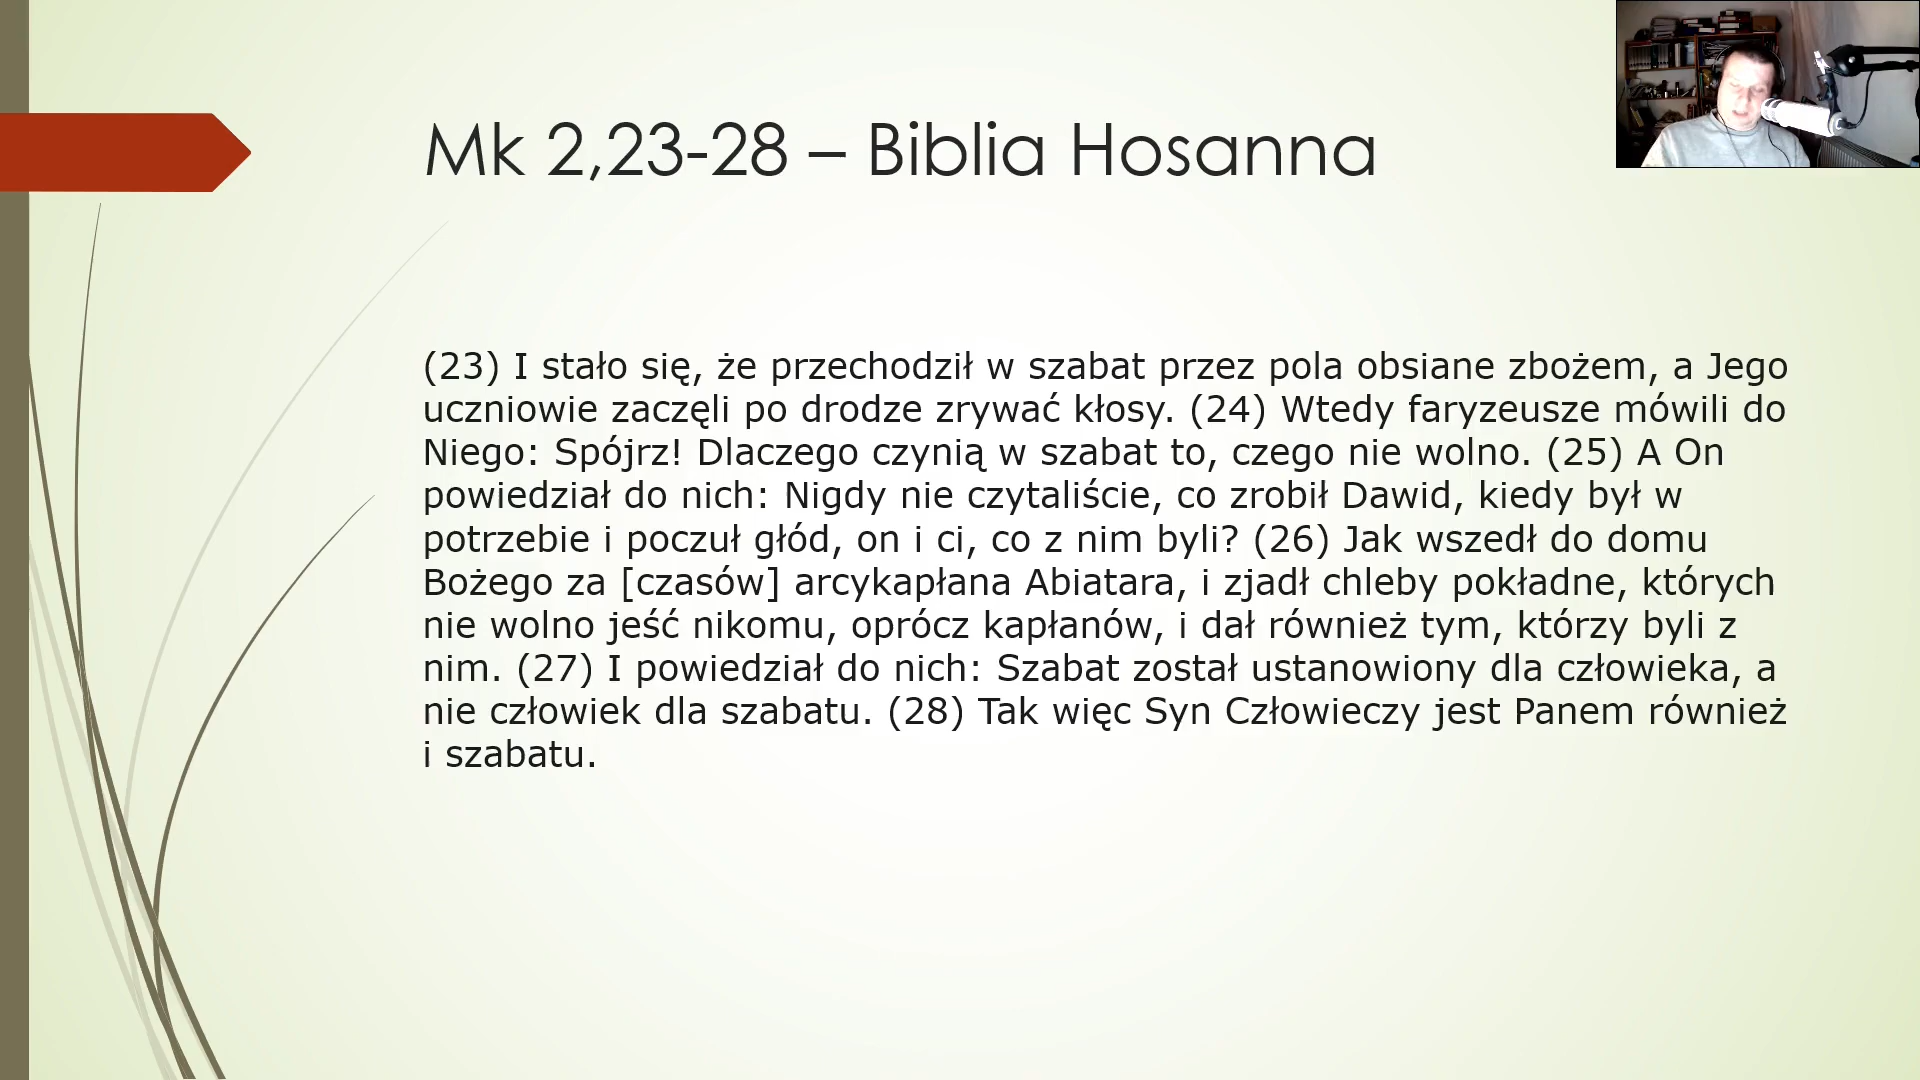 Mk 2,23-28 – Biblia Hosanna
(23) I stało się, że przechodził w szabat przez pola obsiane zbożem, a Jego
uczniowie zaczęli po drodze zrywać kłosy. (24) Wtedy faryzeusze mówili do
Niego: Spójrz! Dlaczego czynią w szabat to, czego nie wolno. (25) A On
powiedział do nich: Nigdy nie czytaliście, co zrobił Dawid, kiedy był w
potrzebie i poczuł głód, on i ci, co z nim byli? (26) Jak wszedł do domu
Bożego za [czasów] arcykapłana Abiatara, i zjadł chleby pokładne, których
nie wolno jeść nikomu, oprócz kapłanów, i dał również tym, którzy byli z
nim. (27) I powiedział do nich: Szabat został ustanowiony dla człowieka, a
nie człowiek dla szabatu. (28) Tak więc Syn Człowieczy jest Panem również
i szabatu.